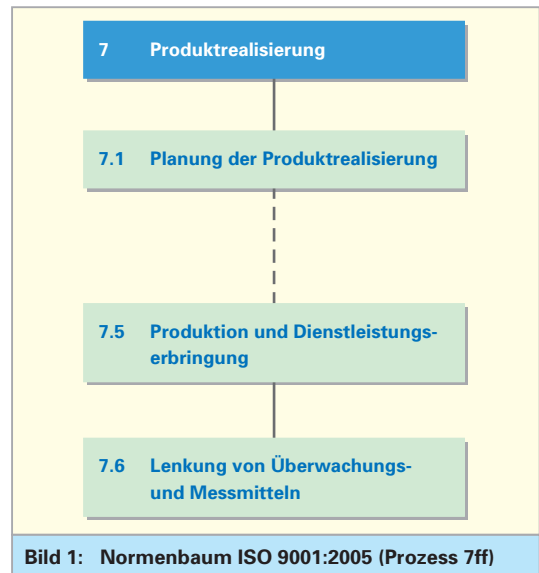 7 Produktrealisierung
7.1 Planung der Produktrealisierung
7.5 Produktion und Dienstleistungs-
erbringung
7.6 Lenkung von Überwachungs-
und Messmitteln
Bild 1: Normenbaum ISO 9001:2005 (Prozess 7ff)